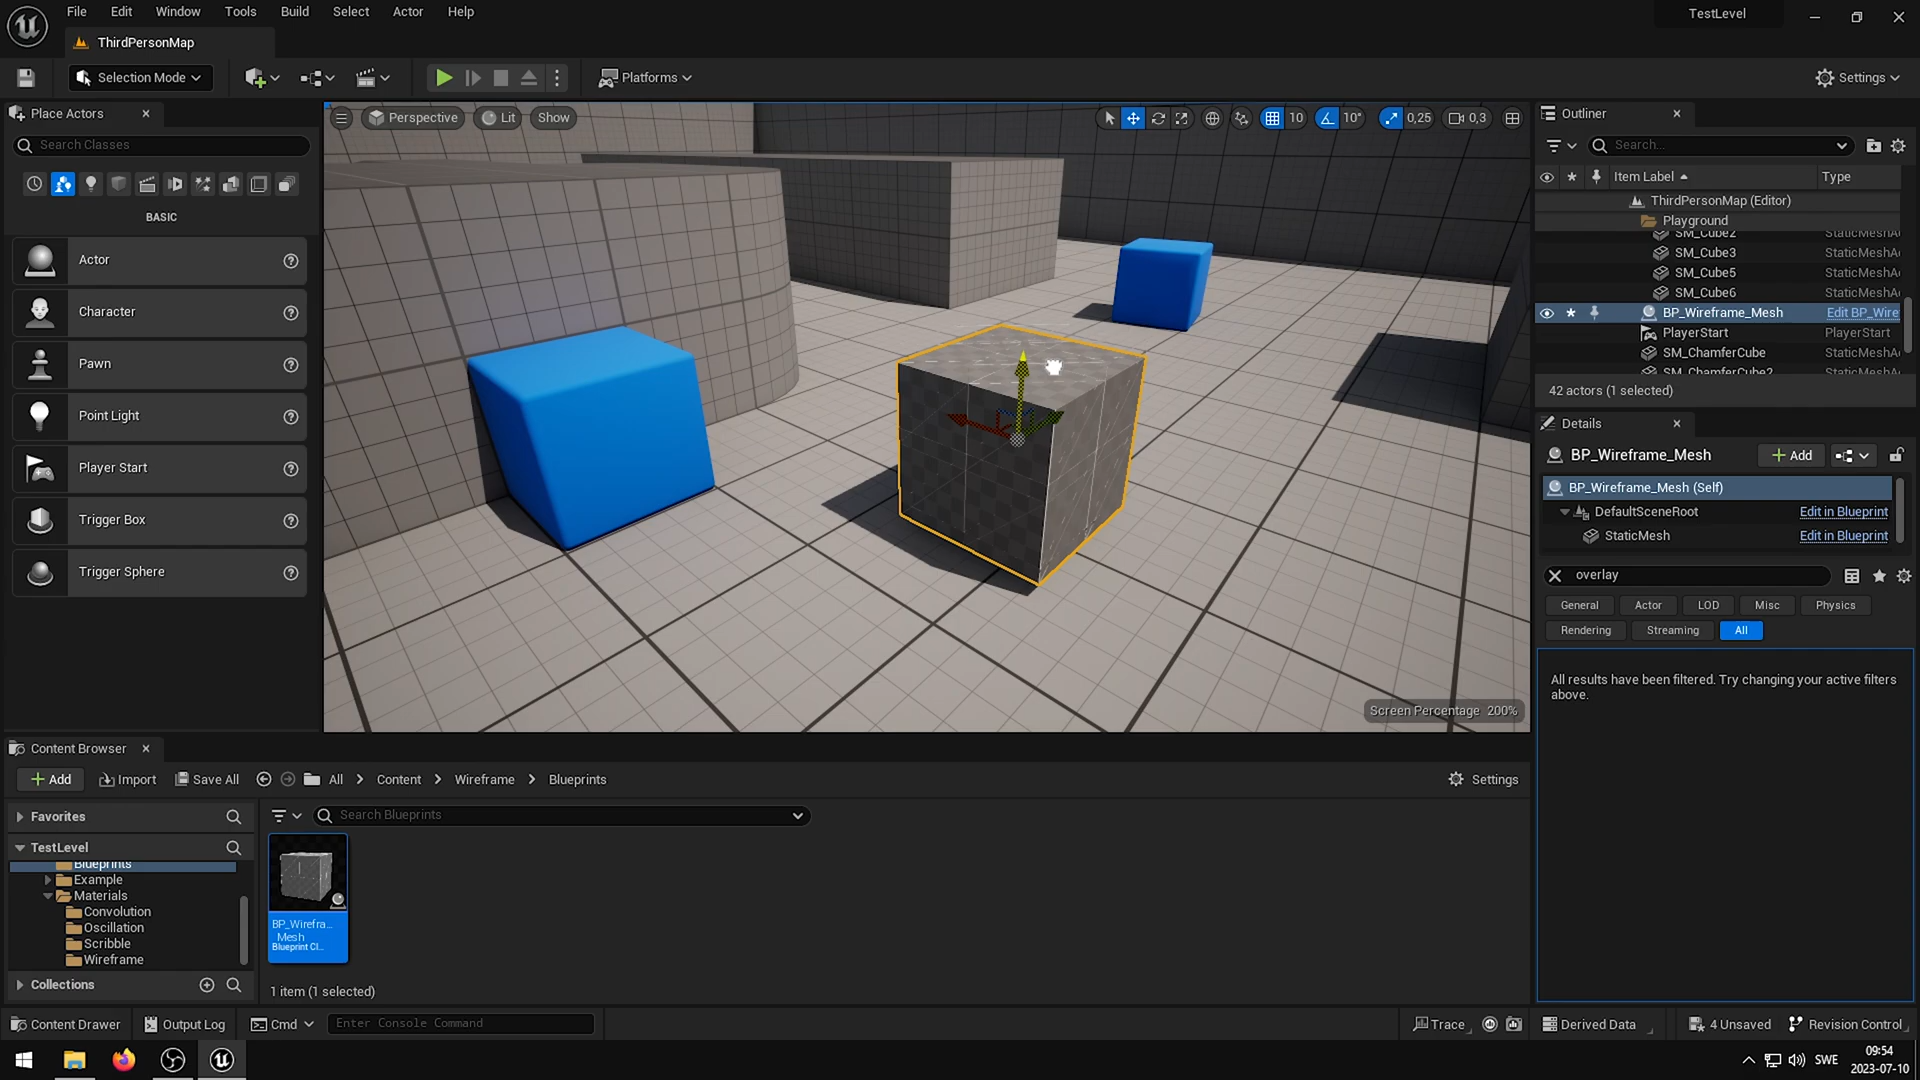 File Edit Window Tools Build Select Actor Help
TestLevel
ThirdPersonMap
Selection Mode
Platforms
Settings
Place Actors
Search Classes
BASIC
Actor
Character
Pawn
Point Light
Player Start
Trigger Box
Trigger Sphere
Perspective Lit Show
10 10° 0,25 0,3
Screen Percentage 200%
Outliner
Search...
Item Label Type
ThirdPersonMap (Editor)
Playground
SM_Cube2 StaticMeshA
SM_Cube3 StaticMeshA
SM_Cube5 StaticMeshA
SM_Cube6 StaticMeshA
BP_Wireframe_Mesh Edit BP_Wire
PlayerStart PlayerStart
SM_ChamferCube StaticMeshA
SM_ChamferCube2 StaticMeshA
42 actors (1 selected)
Details
BP_Wireframe_Mesh Add
BP_Wireframe_Mesh (Self)
DefaultSceneRoot Edit in Blueprint
StaticMesh Edit in Blueprint
overlay
General Actor LOD Misc Physics
Rendering Streaming All
All results have been filtered. Try changing your active filters
above.
Content Browser
Add Import Save All All Content Wireframe Blueprints Settings
Favorites
Search Blueprints
TestLevel
Blueprints
Example
Materials
Convolution
Oscillation
Scribble
Wireframe
Collections
BP_Wirefra...
_Mesh
Blueprint Cl...
1 item (1 selected)
Content Drawer Output Log Cmd Enter Console Command Trace Derived Data 4 Unsaved Revision Control
SWE
09:54
2023-07-10